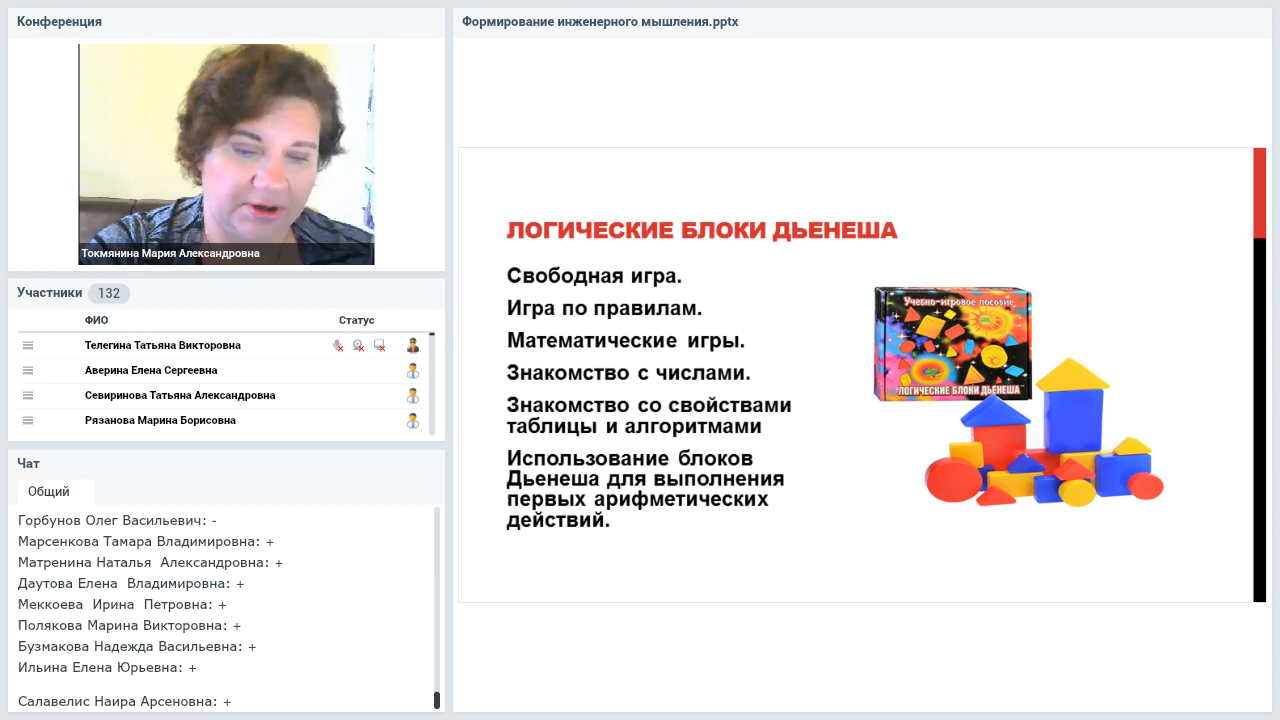 Конференция
Токмянина Мария Александровна
Участники 132
ФИО Статус
Телегина Татьяна Викторовна
Аверина Елена Сергеевна
Севиринова Татьяна Александровна
Рязанова Марина Борисовна
Чат
Общий
Горбунов Олег Васильевич: -
Марсенкова Тамара Владимировна: +
Матренина Наталья  Александровна: +
Даутова Елена  Владимировна: +
Меккоева  Ирина  Петровна: +
Полякова Марина Викторовна: +
Бузмакова Надежда Васильевна: +
Ильина Елена Юрьевна: +
Салавелис Наира Арсеновна: +
Формирование инженерного мышления.pptx
ЛОГИЧЕСКИЕ БЛОКИ ДЬЕНЕША
Свободная игра.
Игра по правилам.
Математические игры.
Знакомство с числами.
Знакомство со свойствами
таблицы и алгоритмами
Использование блоков
Дьенеша для выполнения
первых арифметических
действий.
Учебно-игровое пособие
ЛОГИЧЕСКИЕ БЛОКИ ДЬЕНЕША